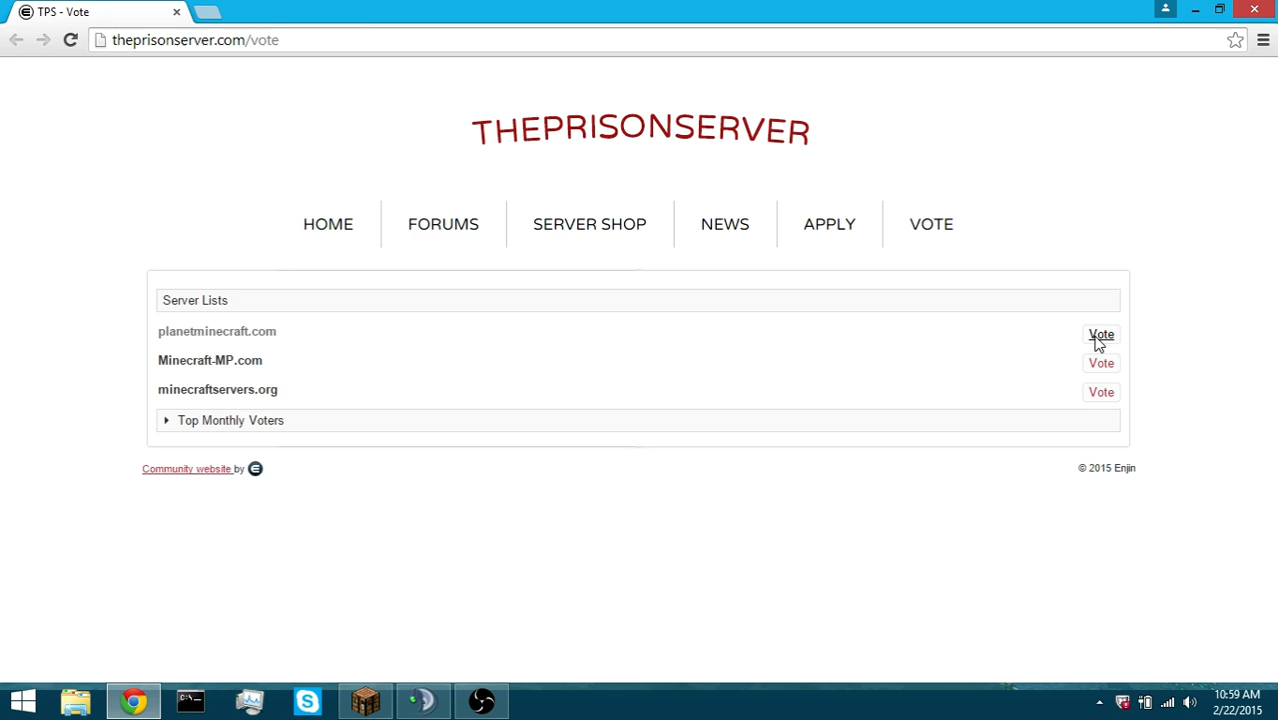 TPS - Vote
theprisonserver.com/vote
THEPRISONSERVER
HOME FORUMS SERVER SHOP NEWS APPLY VOTE
Server Lists
planetminecraft.com Vote
Minecraft-MP.com Vote
minecraftservers.org Vote
Top Monthly Voters
Community website by © 2015 Enjin
10:59 AM
2/22/2015